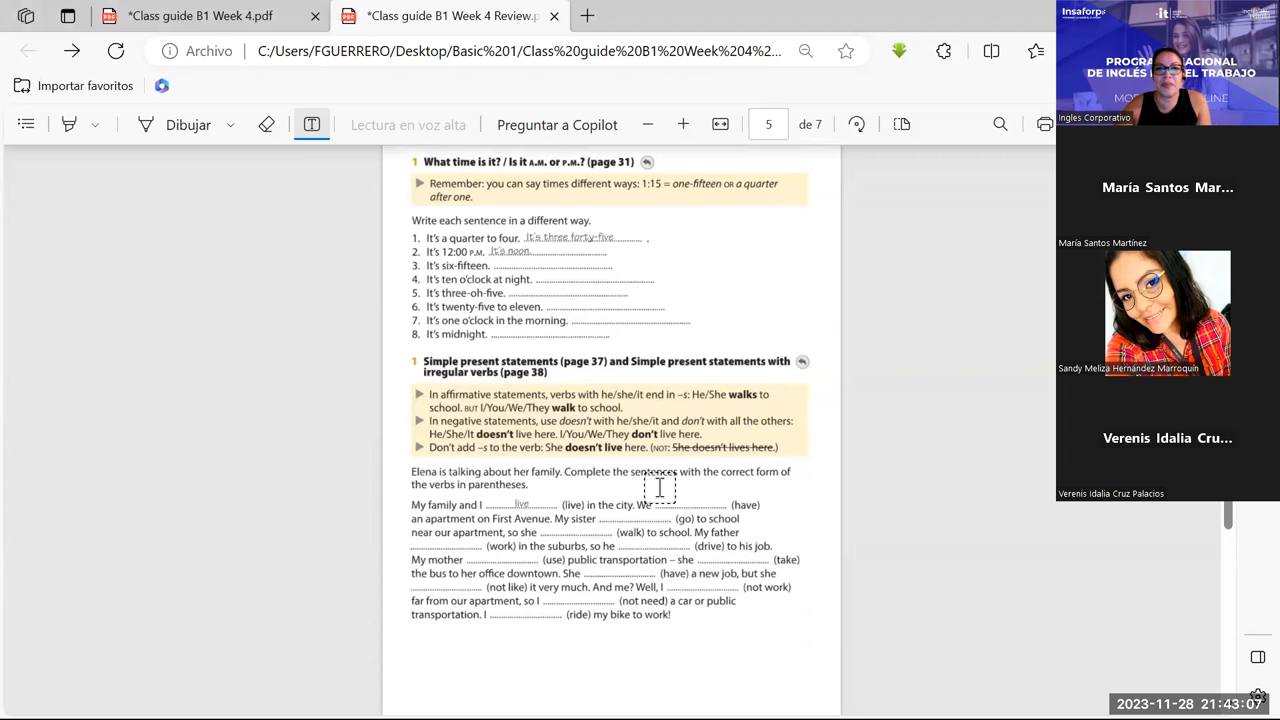 *Class guide B1 Week 4.pdf
*Class guide B1 Week 4 Review.p
Archivo
C:/Users/FGUERRERO/Desktop/Basic%201/Class%20guide%20B1%20Week%204%2...
Importar favoritos
Dibujar
Lectura en voz alta
Preguntar a Copilot
5
de 7
1 What time is it? / Is it A.M. or P.M.? (page 31)
Remember: you can say times different ways: 1:15 = one-fifteen OR a quarter
after one.
Write each sentence in a different way.
1. It's a quarter to four. It's three forty-five .
2. It's 12:00 P.M. It's noon.
3. It's six-fifteen.
4. It's ten o'clock at night.
5. It's three-oh-five.
6. It's twenty-five to eleven.
7. It's one o'clock in the morning.
8. It's midnight.
1 Simple present statements (page 37) and Simple present statements with
irregular verbs (page 38)
In affirmative statements, verbs with he/she/it end in –s: He/She walks to
school. BUT I/You/We/They walk to school.
In negative statements, use doesn't with he/she/it and don't with all the others:
He/She/It doesn't live here. I/You/We/They don't live here.
Don't add –s to the verb: She doesn't live here. (NOT: She doesn't lives here.)
Elena is talking about her family. Complete the sentences with the correct form of
the verbs in parentheses.
My family and I live (live) in the city. We (have)
an apartment on First Avenue. My sister (go) to school
near our apartment, so she (walk) to school. My father
(work) in the suburbs, so he (drive) to his job.
My mother (use) public transportation – she (take)
the bus to her office downtown. She (have) a new job, but she
(not like) it very much. And me? Well, I (not work)
far from our apartment, so I (not need) a car or public
transportation. I (ride) my bike to work!
Insaforp
it
PROGRA ACIONAL
DE INGLÉS EL TRABAJO
Ingles Corporativo
María Santos Mar...
María Santos Martínez
Sandy Meliza Hernández Marroquín
Verenis Idalia Cru...
Verenis Idalia Cruz Palacios
2023-11-28 21:43:07